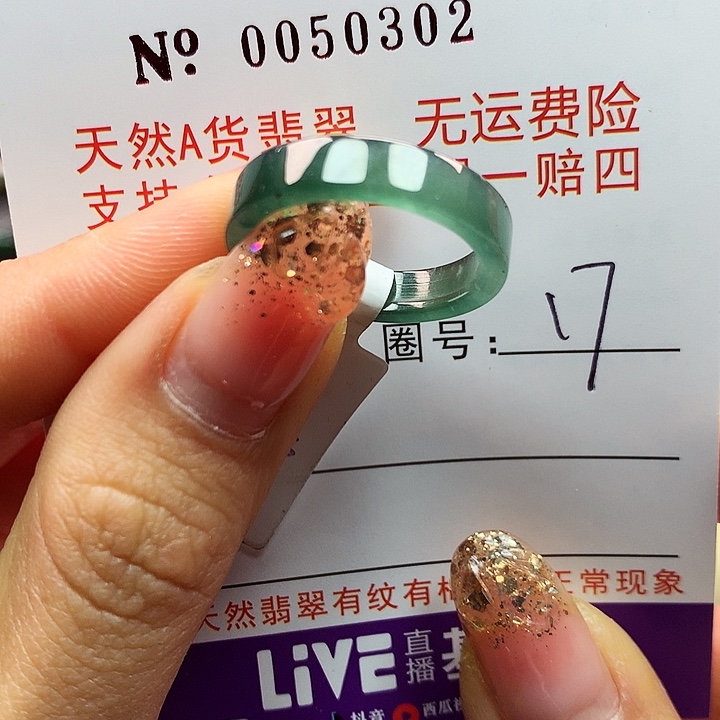 № 0050302
天然A货翡翠 无运费险
支持 一赔四
圈号: 17
天然翡翠有纹有 正常现象
LiVE 直播
抖音 西瓜